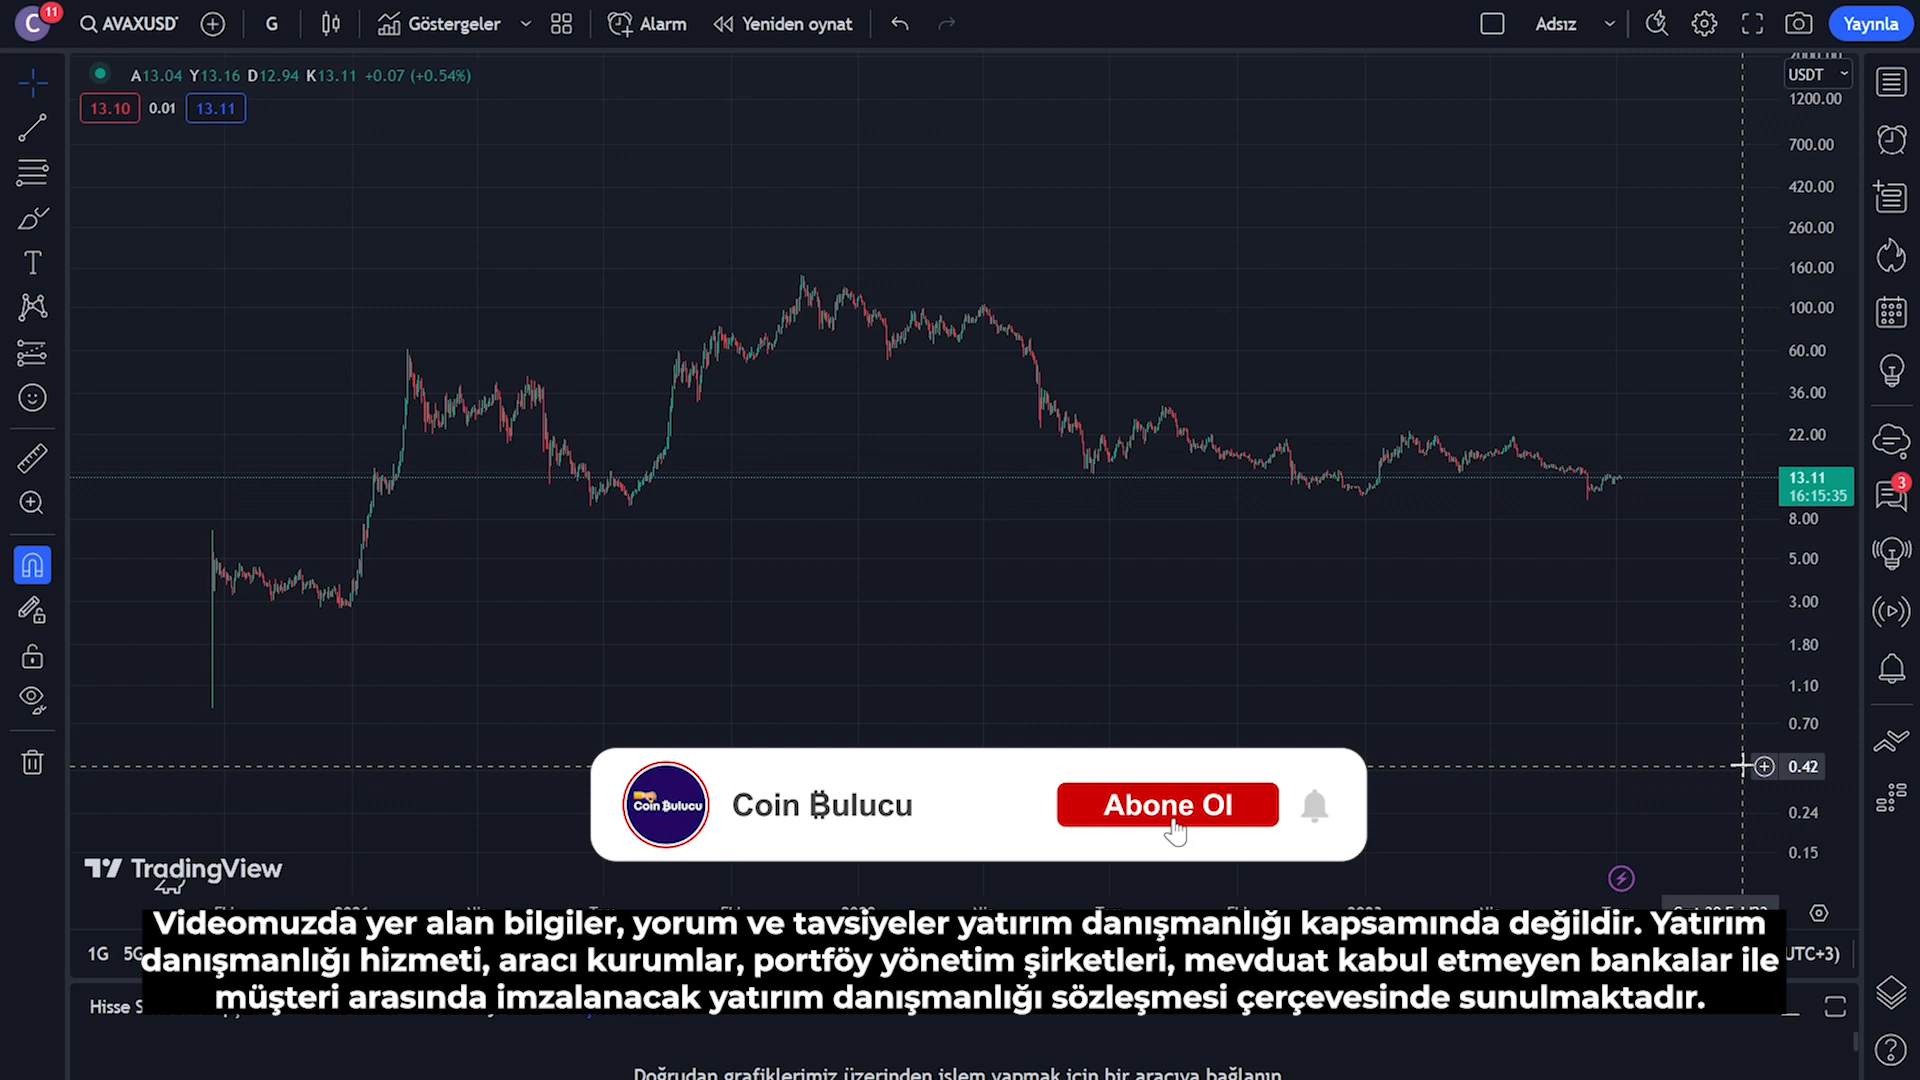 C 11 AVAXUSDT G Göstergeler Alarm Yeniden oynat Adsız Yayınla
A13.04 Y13.16 D12.94 K13.11 +0.07 (+0.54%)
13.10 0.01 13.11
USDT
1200.00
700.00
420.00
260.00
160.00
100.00
60.00
36.00
22.00
13.11
16:15:35
3
8.00
5.00
3.00
1.80
1.10
0.70
0.42
0.24
0.15
Coin Bulucu
Coin ₿ulucu
Abone Ol
TradingView
Videomuzda yer alan bilgiler, yorum ve tavsiyeler yatırım danışmanlığı kapsamında değildir. Yatırım
1G
danışmanlığı hizmeti, aracı kurumlar, portföy yönetim şirketleri, mevduat kabul etmeyen bankalar ile
UTC+3)
Hisse
müşteri arasında imzalanacak yatırım danışmanlığı sözleşmesi çerçevesinde sunulmaktadır.
Doğrudan grafiklerimiz üzerinden işlem yapmak için bir aracıya bağlanın